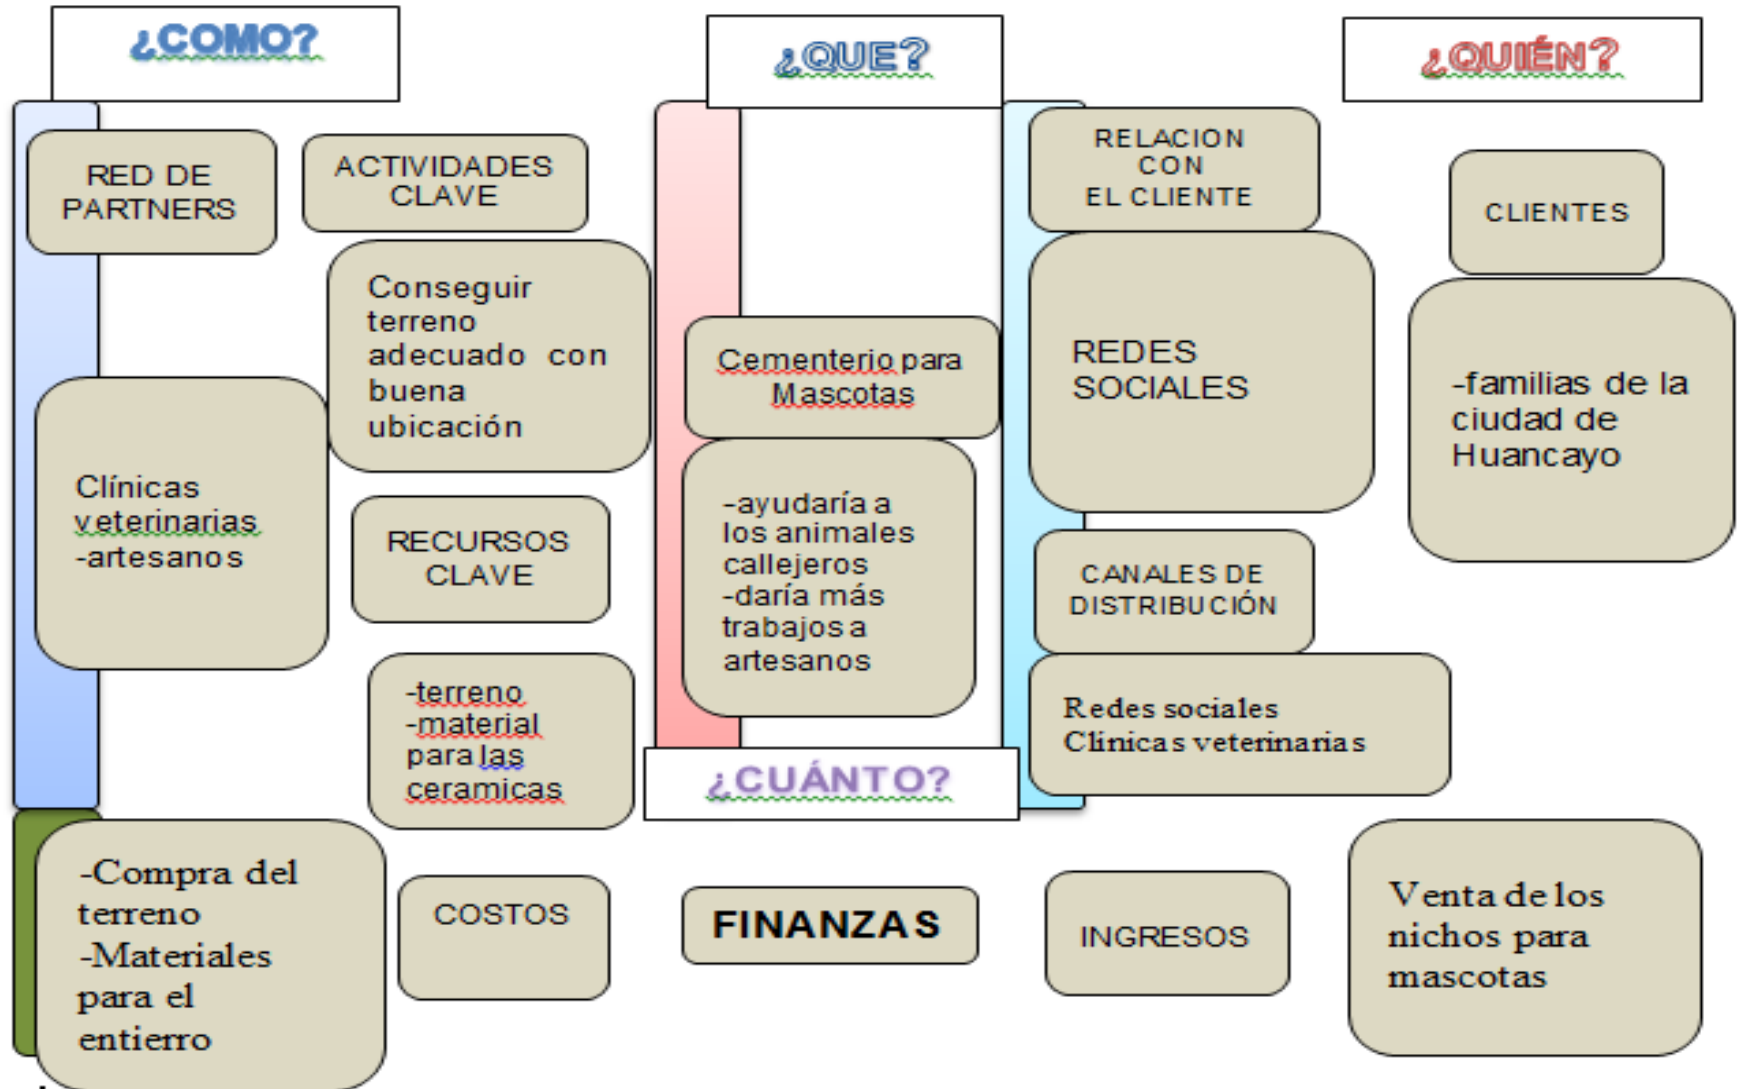 ¿COMO?
¿QUE?
¿QUIÉN?
RED DE
PARTNERS
Clínicas
veterinarias
-artesanos
ACTIVIDADES
CLAVE
Conseguir
terreno
adecuado con
buena
ubicación
RECURSOS
CLAVE
-terreno
-material
para las
ceramicas
Cementerio para
Mascotas
-ayudaría a
los animales
callejeros
-daría más
trabajos a
artesanos
RELACION
CON
EL CLIENTE
REDES
SOCIALES
CANALES DE
DISTRIBUCIÓN
Redes sociales
Clinicas veterinarias
CLIENTES
-familias de la
ciudad de
Huancayo
¿CUÁNTO?
-Compra del
terreno
-Materiales
para el
entierro
COSTOS
FINANZAS
INGRESOS
Venta de los
nichos para
mascotas